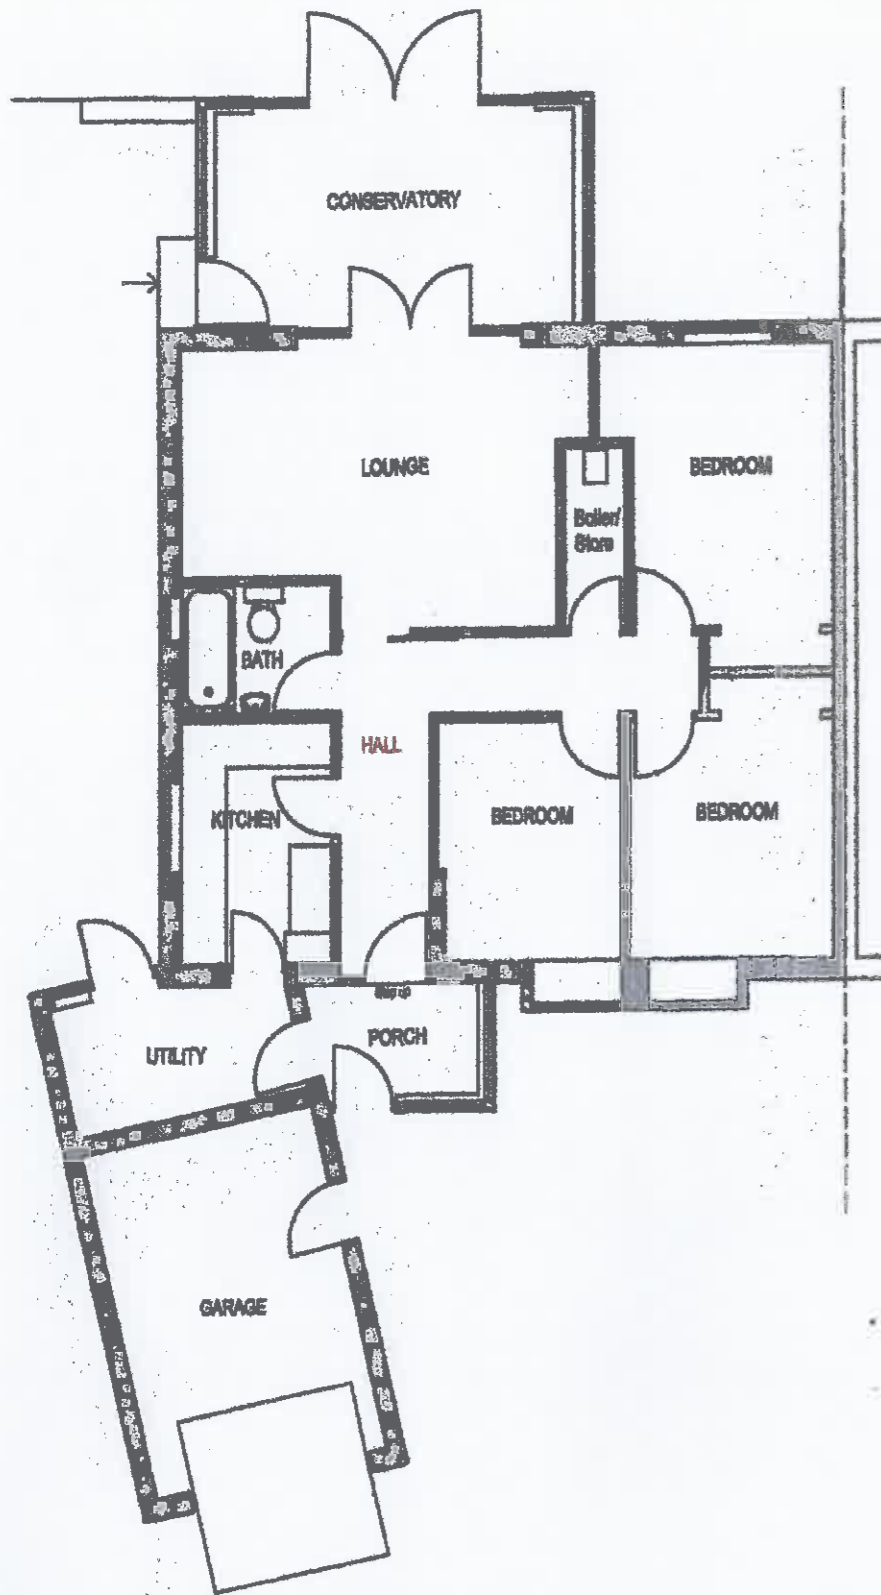 CONSERVATORY
LOUNGE
BEDROOM
Boiler/
Store
BATH
HALL
KITCHEN
BEDROOM
BEDROOM
UTILITY
PORCH
GARAGE